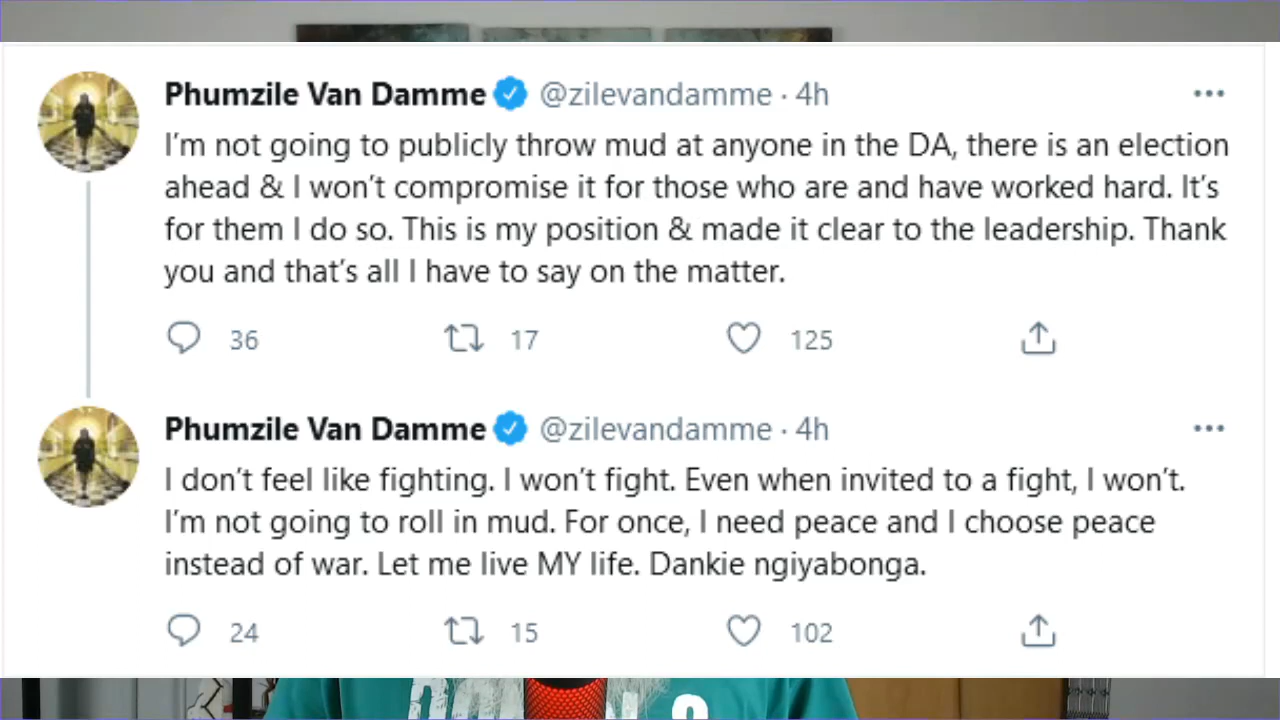 Phumzile Van Damme @zilevandamme · 4h
I'm not going to publicly throw mud at anyone in the DA, there is an election
ahead & I won't compromise it for those who are and have worked hard. It's
for them I do so. This is my position & made it clear to the leadership. Thank
you and that's all I have to say on the matter.
36 17 125
Phumzile Van Damme @zilevandamme · 4h
I don't feel like fighting. I won't fight. Even when invited to a fight, I won't.
I'm not going to roll in mud. For once, I need peace and I choose peace
instead of war. Let me live MY life. Dankie ngiyabonga.
24 15 102